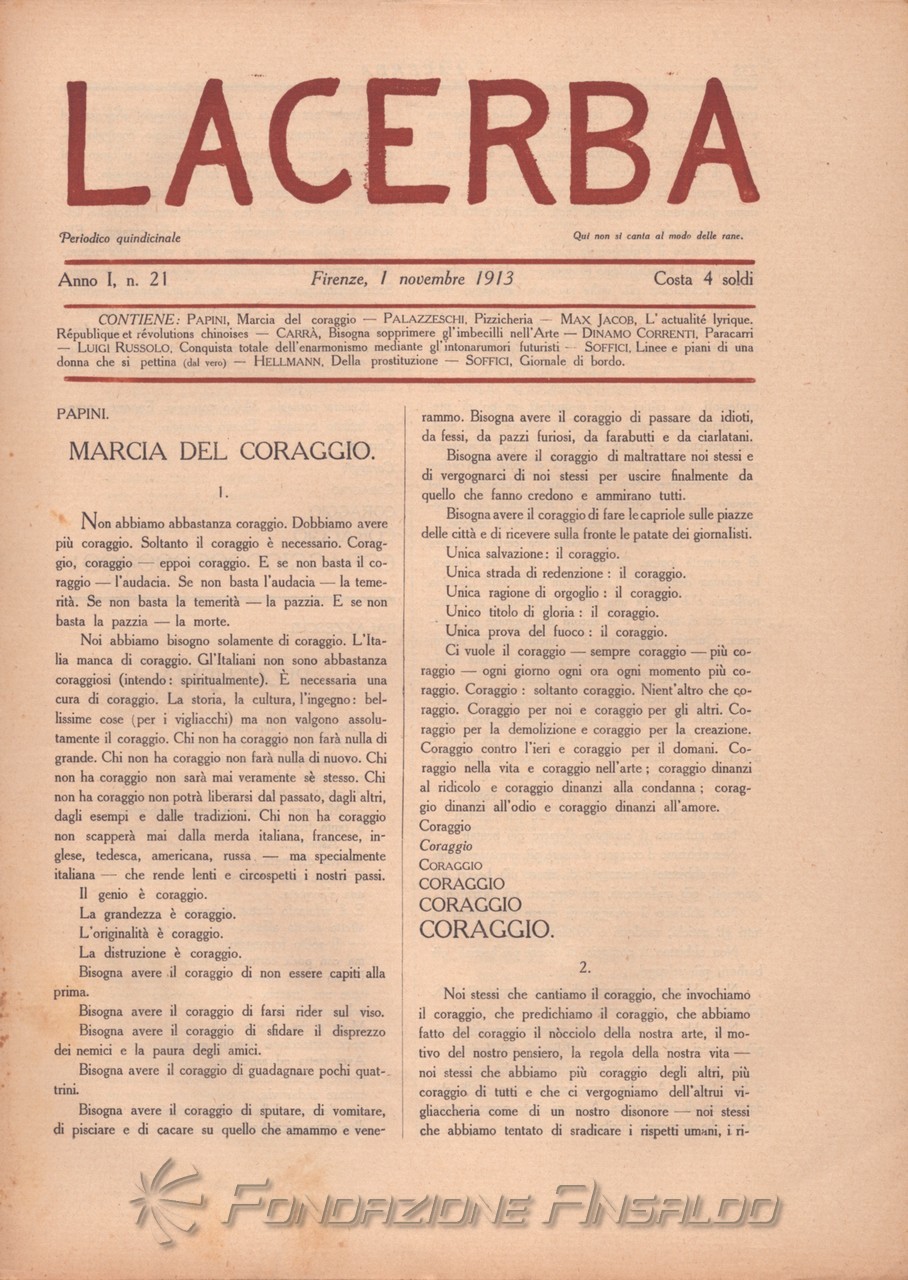 LACERBA
Periodico quindicinale
Qui non si canta al modo delle rane.
Anno I, n. 21
Firenze, 1 novembre 1913
Costa 4 soldi
CONTIENE: PAPINI, Marcia del coraggio — PALAZZESCHI, Pizzicheria — MAX JACOB, L'actualité lyrique.
République et révolutions chinoises — CARRÀ, Bisogna sopprimere gl'imbecilli nell'Arte — DINAMO CORRENTI, Paracarri
— LUIGI RUSSOLO, Conquista totale dell'enarmonismo mediante gl'intonarumori futuristi — SOFFICI, Linee e piani di una
donna che si pettina (dal vero) — HELLMANN, Della prostituzione — SOFFICI, Giornale di bordo.
PAPINI.
MARCIA DEL CORAGGIO.
1.
Non abbiamo abbastanza coraggio. Dobbiamo avere
più coraggio. Soltanto il coraggio è necessario. Corag-
gio, coraggio — eppoi coraggio. E se non basta il co-
raggio — l'audacia. Se non basta l'audacia — la teme-
rità. Se non basta la temerità — la pazzia. E se non
basta la pazzia — la morte.
Noi abbiamo bisogno solamente di coraggio. L'Ita-
lia manca di coraggio. Gl'Italiani non sono abbastanza
coraggiosi (intendo: spiritualmente). È necessaria una
cura di coraggio. La storia, la cultura, l'ingegno: bel-
lissime cose (per i vigliacchi) ma non valgono assolu-
tamente il coraggio. Chi non ha coraggio non farà nulla di
grande. Chi non ha coraggio non farà nulla di nuovo. Chi
non ha coraggio non sarà mai veramente sè stesso. Chi
non ha coraggio non potrà liberarsi dal passato, dagli altri,
dagli esempi e dalle tradizioni. Chi non ha coraggio
non scapperà mai dalla merda italiana, francese, in-
glese, tedesca, americana, russa — ma specialmente
italiana — che rende lenti e circospetti i nostri passi.
Il genio è coraggio.
La grandezza è coraggio.
L'originalità è coraggio.
La distruzione è coraggio.
Bisogna avere il coraggio di non essere capiti alla
prima.
Bisogna avere il coraggio di farsi rider sul viso.
Bisogna avere il coraggio di sfidare il disprezzo
dei nemici e la paura degli amici.
Bisogna avere il coraggio di guadagnare pochi quat-
trini.
Bisogna avere il coraggio di sputare, di vomitare,
di pisciare e di cacare su quello che amammo e vene-
rammo. Bisogna avere il coraggio di passare da idioti,
da fessi, da pazzi furiosi, da farabutti e da ciarlatani.
Bisogna avere il coraggio di maltrattare noi stessi e
di vergognarci di noi stessi per uscire finalmente da
quello che fanno credono e ammirano tutti.
Bisogna avere il coraggio di fare le capriole sulle piazze
delle città e di ricevere sulla fronte le patate dei giornalisti.
Unica salvazione: il coraggio.
Unica strada di redenzione: il coraggio.
Unica ragione di orgoglio: il coraggio.
Unico titolo di gloria: il coraggio.
Unica prova del fuoco: il coraggio.
Ci vuole il coraggio — sempre coraggio — più co-
raggio — ogni giorno ogni ora ogni momento più co-
raggio. Coraggio: soltanto coraggio. Nient'altro che co-
raggio. Coraggio per noi e coraggio per gli altri. Co-
raggio per la demolizione e coraggio per la creazione.
Coraggio contro l'ieri e coraggio per il domani. Co-
raggio nella vita e coraggio nell'arte; coraggio dinanzi
al ridicolo e coraggio dinanzi alla condanna; corag-
gio dinanzi all'odio e coraggio dinanzi all'amore.
Coraggio
Coraggio
CORAGGIO
CORAGGIO
CORAGGIO
CORAGGIO.
2.
Noi stessi che cantiamo il coraggio, che invochiamo
il coraggio, che predichiamo il coraggio, che abbiamo
fatto del coraggio il nòcciolo della nostra arte, il mo-
tivo del nostro pensiero, la regola della nostra vita —
noi stessi che abbiamo più coraggio degli altri, più
coraggio di tutti e che ci vergogniamo dell'altrui vi-
gliaccheria come di un nostro disonore — noi stessi
che abbiamo tentato di sradicare i rispetti umani, i ri-
FONDAZIONE ANSALDO